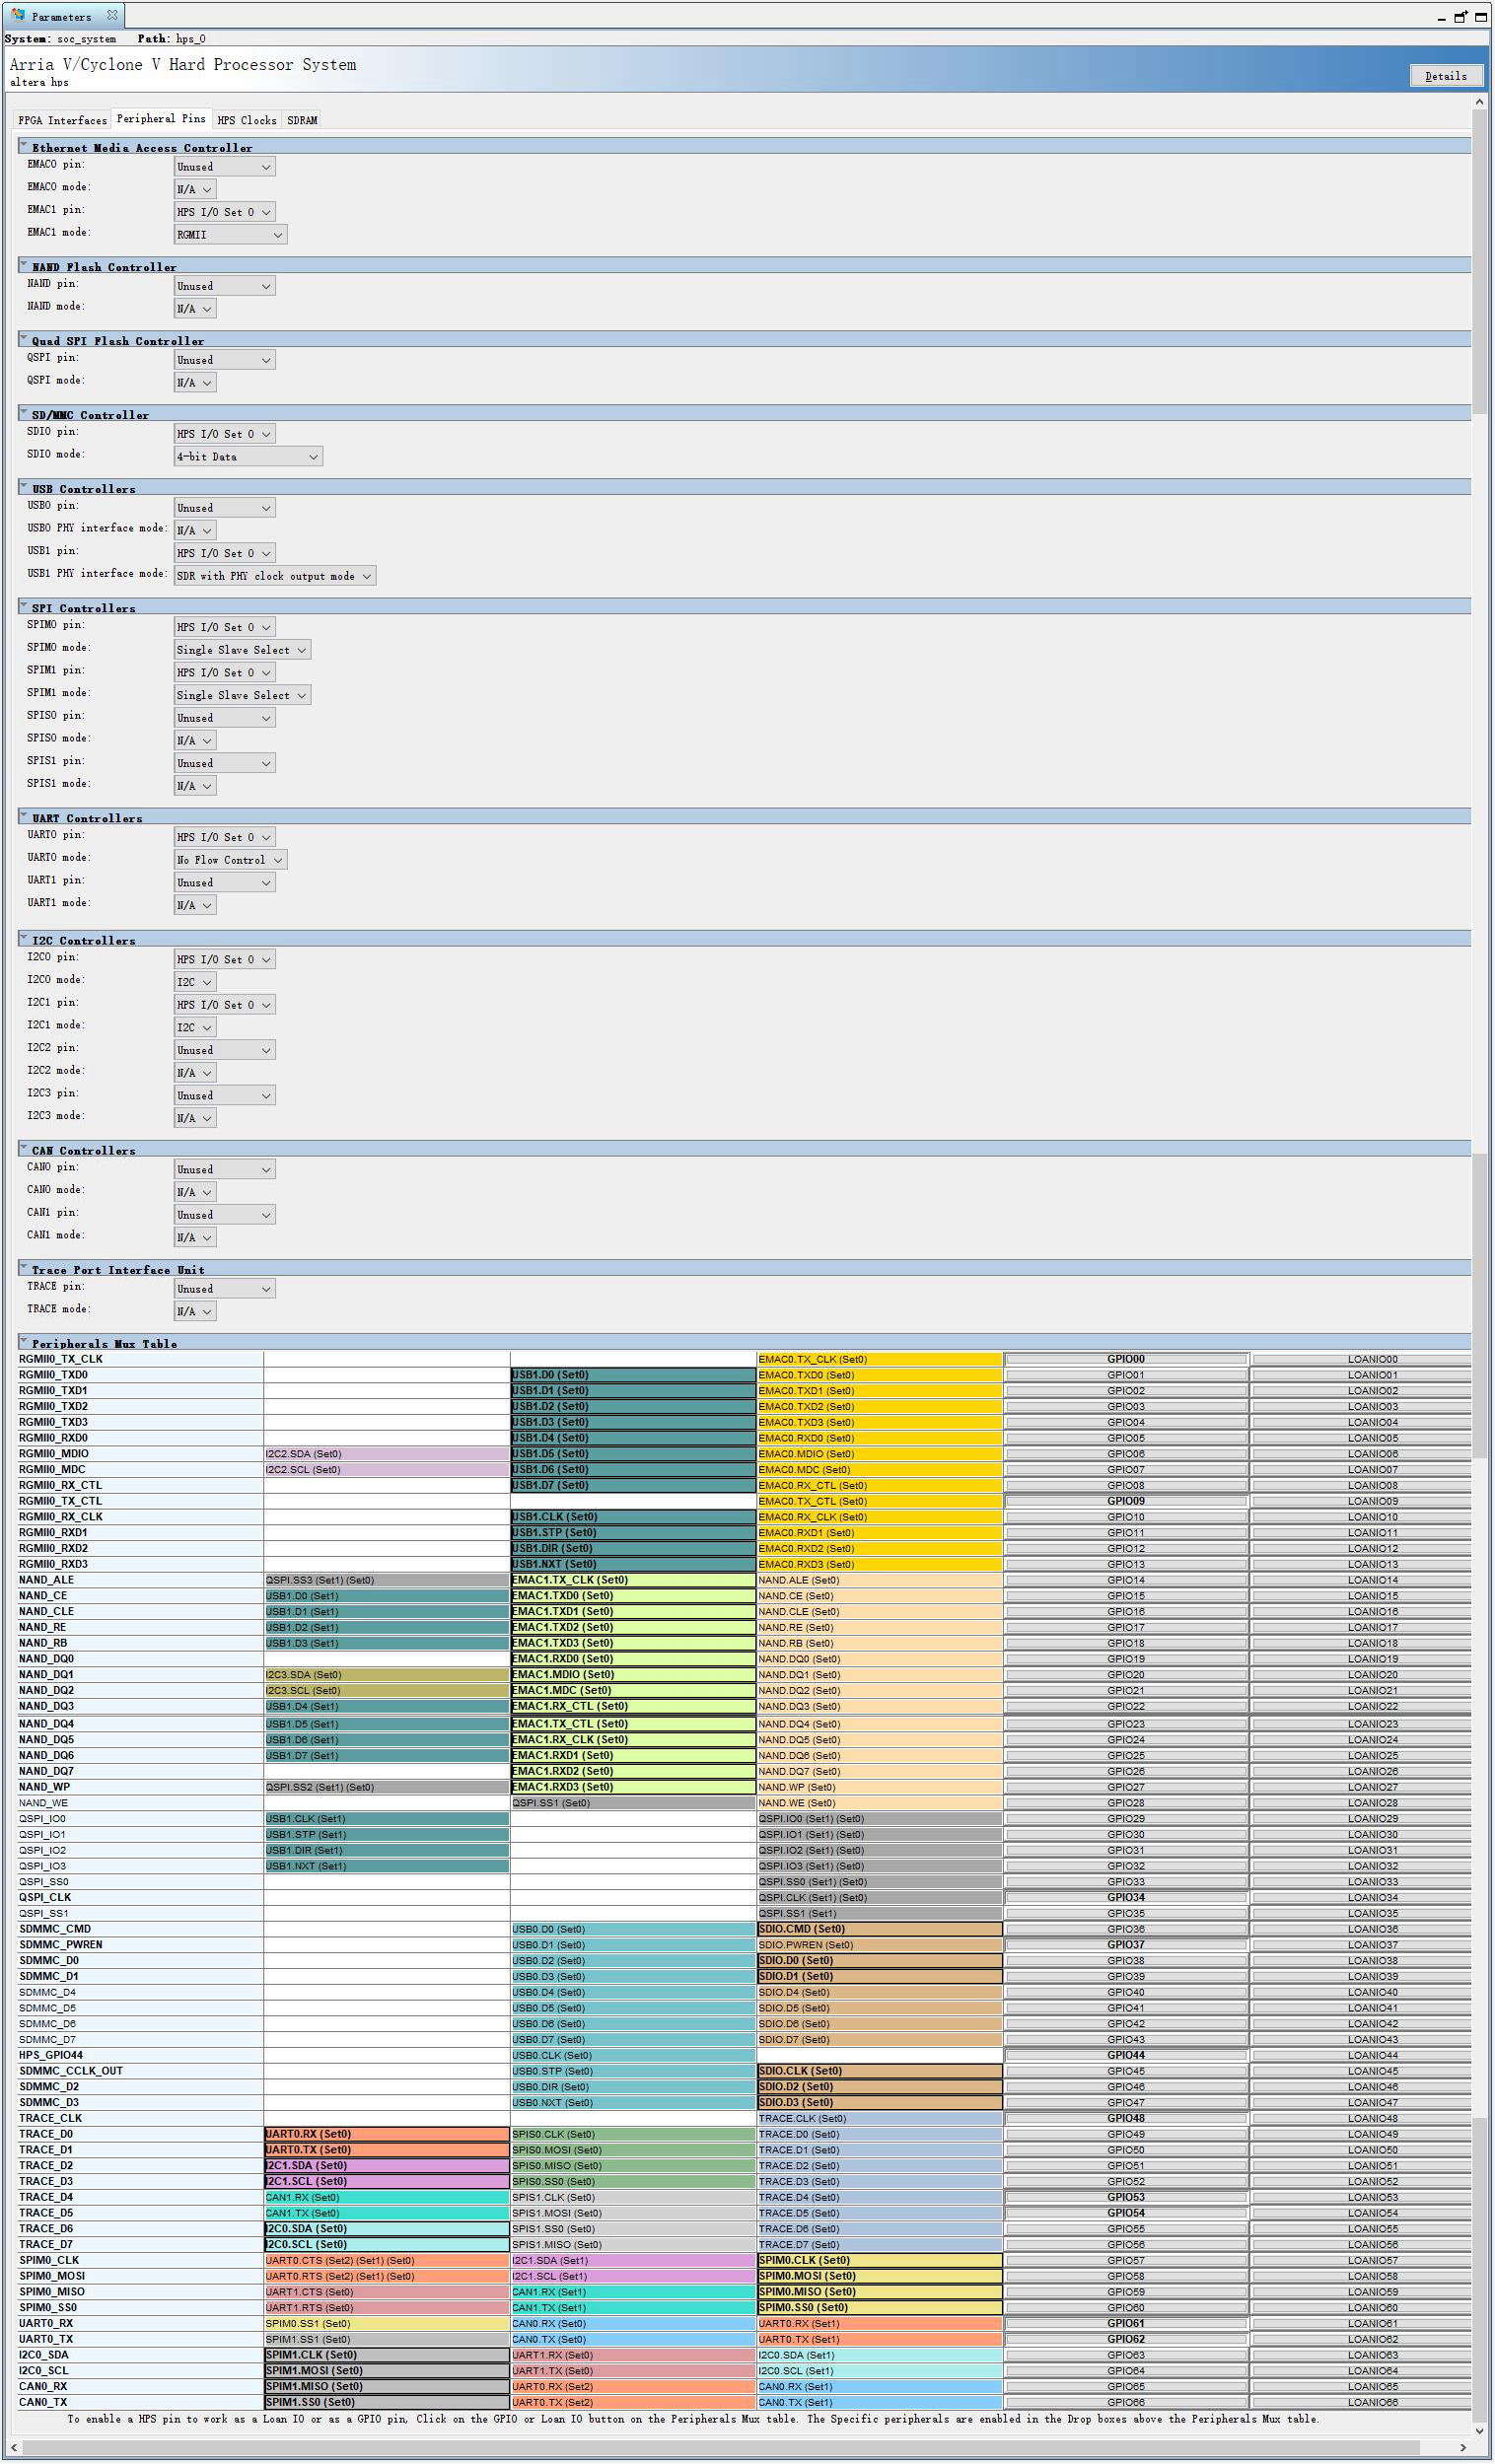 Parameters
System: soc_system Path: hps_0
Arria V/Cyclone V Hard Processor System
altera_hps
Details
FPGA Interfaces Peripheral Pins HPS Clocks SDRAM
Ethernet Media Access Controller
EMAC0 pin: Unused
EMAC0 mode: N/A
EMAC1 pin: HPS I/O Set 0
EMAC1 mode: RGMII
NAND Flash Controller
NAND pin: Unused
NAND mode: N/A
Quad SPI Flash Controller
QSPI pin: Unused
QSPI mode: N/A
SD/MMC Controller
SDIO pin: HPS I/O Set 0
SDIO mode: 4-bit Data
USB Controllers
USB0 pin: Unused
USB0 PHY interface mode: N/A
USB1 pin: HPS I/O Set 0
USB1 PHY interface mode: SDR with PHY clock output mode
SPI Controllers
SPIM0 pin: HPS I/O Set 0
SPIM0 mode: Single Slave Select
SPIM1 pin: HPS I/O Set 0
SPIM1 mode: Single Slave Select
SPIS0 pin: Unused
SPIS0 mode: N/A
SPIS1 pin: Unused
SPIS1 mode: N/A
UART Controllers
UART0 pin: HPS I/O Set 0
UART0 mode: No Flow Control
UART1 pin: Unused
UART1 mode: N/A
I2C Controllers
I2C0 pin: HPS I/O Set 0
I2C0 mode: I2C
I2C1 pin: HPS I/O Set 0
I2C1 mode: I2C
I2C2 pin: Unused
I2C2 mode: N/A
I2C3 pin: Unused
I2C3 mode: N/A
CAN Controllers
CAN0 pin: Unused
CAN0 mode: N/A
CAN1 pin: Unused
CAN1 mode: N/A
Trace Port Interface Unit
TRACE pin: Unused
TRACE mode: N/A
Peripherals Mux Table
RGMII0_TX_CLK EMAC0.TX_CLK (Set0) GPIO00 LOANIO00
RGMII0_TXD0 USB1.D0 (Set0) EMAC0.TXD0 (Set0) GPIO01 LOANIO01
RGMII0_TXD1 USB1.D1 (Set0) EMAC0.TXD1 (Set0) GPIO02 LOANIO02
RGMII0_TXD2 USB1.D2 (Set0) EMAC0.TXD2 (Set0) GPIO03 LOANIO03
RGMII0_TXD3 USB1.D3 (Set0) EMAC0.TXD3 (Set0) GPIO04 LOANIO04
RGMII0_RXD0 USB1.D4 (Set0) EMAC0.RXD0 (Set0) GPIO05 LOANIO05
RGMII0_MDIO I2C2.SDA (Set0) USB1.D5 (Set0) EMAC0.MDIO (Set0) GPIO06 LOANIO06
RGMII0_MDC I2C2.SCL (Set0) USB1.D6 (Set0) EMAC0.MDC (Set0) GPIO07 LOANIO07
RGMII0_RX_CTL USB1.D7 (Set0) EMAC0.RX_CTL (Set0) GPIO08 LOANIO08
RGMII0_TX_CTL EMAC0.TX_CTL (Set0) GPIO09 LOANIO09
RGMII0_RX_CLK USB1.CLK (Set0) EMAC0.RX_CLK (Set0) GPIO10 LOANIO10
RGMII0_RXD1 USB1.STP (Set0) EMAC0.RXD1 (Set0) GPIO11 LOANIO11
RGMII0_RXD2 USB1.DIR (Set0) EMAC0.RXD2 (Set0) GPIO12 LOANIO12
RGMII0_RXD3 USB1.NXT (Set0) EMAC0.RXD3 (Set0) GPIO13 LOANIO13
NAND_ALE QSPI.SS3 (Set1) (Set0) EMAC1.TX_CLK (Set0) NAND.ALE (Set0) GPIO14 LOANIO14
NAND_CE USB1.D0 (Set1) EMAC1.TXD0 (Set0) NAND.CE (Set0) GPIO15 LOANIO15
NAND_CLE USB1.D1 (Set1) EMAC1.TXD1 (Set0) NAND.CLE (Set0) GPIO16 LOANIO16
NAND_RE USB1.D2 (Set1) EMAC1.TXD2 (Set0) NAND.RE (Set0) GPIO17 LOANIO17
NAND_RB USB1.D3 (Set1) EMAC1.TXD3 (Set0) NAND.RB (Set0) GPIO18 LOANIO18
NAND_DQ0 EMAC1.RXD0 (Set0) NAND.DQ0 (Set0) GPIO19 LOANIO19
NAND_DQ1 I2C3.SDA (Set0) EMAC1.MDIO (Set0) NAND.DQ1 (Set0) GPIO20 LOANIO20
NAND_DQ2 I2C3.SCL (Set0) EMAC1.MDC (Set0) NAND.DQ2 (Set0) GPIO21 LOANIO21
NAND_DQ3 USB1.D4 (Set1) EMAC1.RX_CTL (Set0) NAND.DQ3 (Set0) GPIO22 LOANIO22
NAND_DQ4 USB1.D5 (Set1) EMAC1.TX_CTL (Set0) NAND.DQ4 (Set0) GPIO23 LOANIO23
NAND_DQ5 USB1.D6 (Set1) EMAC1.RX_CLK (Set0) NAND.DQ5 (Set0) GPIO24 LOANIO24
NAND_DQ6 USB1.D7 (Set1) EMAC1.RXD1 (Set0) NAND.DQ6 (Set0) GPIO25 LOANIO25
NAND_DQ7 EMAC1.RXD2 (Set0) NAND.DQ7 (Set0) GPIO26 LOANIO26
NAND_WP QSPI.SS2 (Set1) (Set0) EMAC1.RXD3 (Set0) NAND.WP (Set0) GPIO27 LOANIO27
NAND_WE QSPI.SS1 (Set0) NAND.WE (Set0) GPIO28 LOANIO28
QSPI_IO0 USB1.CLK (Set1) QSPI.IO0 (Set1) (Set0) GPIO29 LOANIO29
QSPI_IO1 USB1.STP (Set1) QSPI.IO1 (Set1) (Set0) GPIO30 LOANIO30
QSPI_IO2 USB1.DIR (Set1) QSPI.IO2 (Set1) (Set0) GPIO31 LOANIO31
QSPI_IO3 USB1.NXT (Set1) QSPI.IO3 (Set1) (Set0) GPIO32 LOANIO32
QSPI_SS0 QSPI.SS0 (Set1) (Set0) GPIO33 LOANIO33
QSPI_CLK QSPI.CLK (Set1) (Set0) GPIO34 LOANIO34
QSPI_SS1 QSPI.SS1 (Set1) GPIO35 LOANIO35
SDMMC_CMD USB0.D0 (Set0) SDIO.CMD (Set0) GPIO36 LOANIO36
SDMMC_PWREN USB0.D1 (Set0) SDIO.PWREN (Set0) GPIO37 LOANIO37
SDMMC_D0 USB0.D2 (Set0) SDIO.D0 (Set0) GPIO38 LOANIO38
SDMMC_D1 USB0.D3 (Set0) SDIO.D1 (Set0) GPIO39 LOANIO39
SDMMC_D4 USB0.D4 (Set0) SDIO.D4 (Set0) GPIO40 LOANIO40
SDMMC_D5 USB0.D5 (Set0) SDIO.D5 (Set0) GPIO41 LOANIO41
SDMMC_D6 USB0.D6 (Set0) SDIO.D6 (Set0) GPIO42 LOANIO42
SDMMC_D7 USB0.D7 (Set0) SDIO.D7 (Set0) GPIO43 LOANIO43
HPS_GPIO44 USB0.CLK (Set0) GPIO44 LOANIO44
SDMMC_CCLK_OUT USB0.STP (Set0) SDIO.CLK (Set0) GPIO45 LOANIO45
SDMMC_D2 USB0.DIR (Set0) SDIO.D2 (Set0) GPIO46 LOANIO46
SDMMC_D3 USB0.NXT (Set0) SDIO.D3 (Set0) GPIO47 LOANIO47
TRACE_CLK TRACE.CLK (Set0) GPIO48 LOANIO48
TRACE_D0 UART0.RX (Set0) SPIS0.CLK (Set0) TRACE.D0 (Set0) GPIO49 LOANIO49
TRACE_D1 UART0.TX (Set0) SPIS0.MOSI (Set0) TRACE.D1 (Set0) GPIO50 LOANIO50
TRACE_D2 I2C1.SDA (Set0) SPIS0.MISO (Set0) TRACE.D2 (Set0) GPIO51 LOANIO51
TRACE_D3 I2C1.SCL (Set0) SPIS0.SS0 (Set0) TRACE.D3 (Set0) GPIO52 LOANIO52
TRACE_D4 CAN1.RX (Set0) SPIS1.CLK (Set0) TRACE.D4 (Set0) GPIO53 LOANIO53
TRACE_D5 CAN1.TX (Set0) SPIS1.MOSI (Set0) TRACE.D5 (Set0) GPIO54 LOANIO54
TRACE_D6 I2C0.SDA (Set0) SPIS1.SS0 (Set0) TRACE.D6 (Set0) GPIO55 LOANIO55
TRACE_D7 I2C0.SCL (Set0) SPIS1.MISO (Set0) TRACE.D7 (Set0) GPIO56 LOANIO56
SPIM0_CLK UART0.CTS (Set2) (Set1) (Set0) I2C1.SDA (Set1) SPIM0.CLK (Set0) GPIO57 LOANIO57
SPIM0_MOSI UART0.RTS (Set2) (Set1) (Set0) I2C1.SCL (Set1) SPIM0.MOSI (Set0) GPIO58 LOANIO58
SPIM0_MISO UART1.CTS (Set0) CAN1.RX (Set1) SPIM0.MISO (Set0) GPIO59 LOANIO59
SPIM0_SS0 UART1.RTS (Set0) CAN1.TX (Set1) SPIM0.SS0 (Set0) GPIO60 LOANIO60
UART0_RX SPIM0.SS1 (Set0) CAN0.RX (Set0) UART0.RX (Set1) GPIO61 LOANIO61
UART0_TX SPIM1.SS1 (Set0) CAN0.TX (Set0) UART0.TX (Set1) GPIO62 LOANIO62
I2C0_SDA SPIM1.CLK (Set0) UART1.RX (Set0) I2C0.SDA (Set1) GPIO63 LOANIO63
I2C0_SCL SPIM1.MOSI (Set0) UART1.TX (Set0) I2C0.SCL (Set1) GPIO64 LOANIO64
CAN0_RX SPIM1.MISO (Set0) UART0.RX (Set2) CAN0.RX (Set1) GPIO65 LOANIO65
CAN0_TX SPIM1.SS0 (Set0) UART0.TX (Set2) CAN0.TX (Set1) GPIO66 LOANIO66
To enable a HPS pin to work as a Loan IO or as a GPIO pin, Click on the GPIO or Loan IO button on the Peripherals Mux table. The Specific peripherals are enabled in the Drop boxes above the Peripherals Mux table.